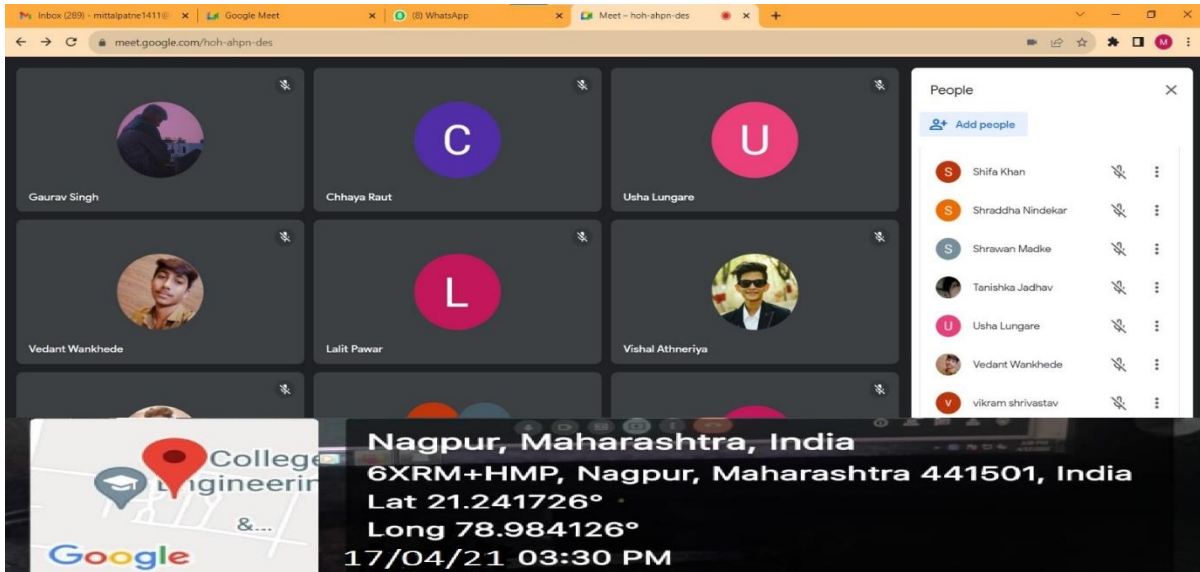 Inbox (289) - mittalpatne1411@
Google Meet
(8) WhatsApp
Meet – hoh-ahpn-des
meet.google.com/hoh-ahpn-des
M
C
U
Gaurav Singh
Chhaya Raut
Usha Lungare
L
Vedant Wankhede
Lalit Pawar
Vishal Athneriya
People
Add people
S Shifa Khan
S Shraddha Nindekar
S Shrawan Madke
Tanishka Jadhav
U Usha Lungare
Vedant Wankhede
v vikram shrivastav
College
ngineerin
&...
Google
Nagpur, Maharashtra, India
6XRM+HMP, Nagpur, Maharashtra 441501, India
Lat 21.241726°
Long 78.984126°
17/04/21 03:30 PM